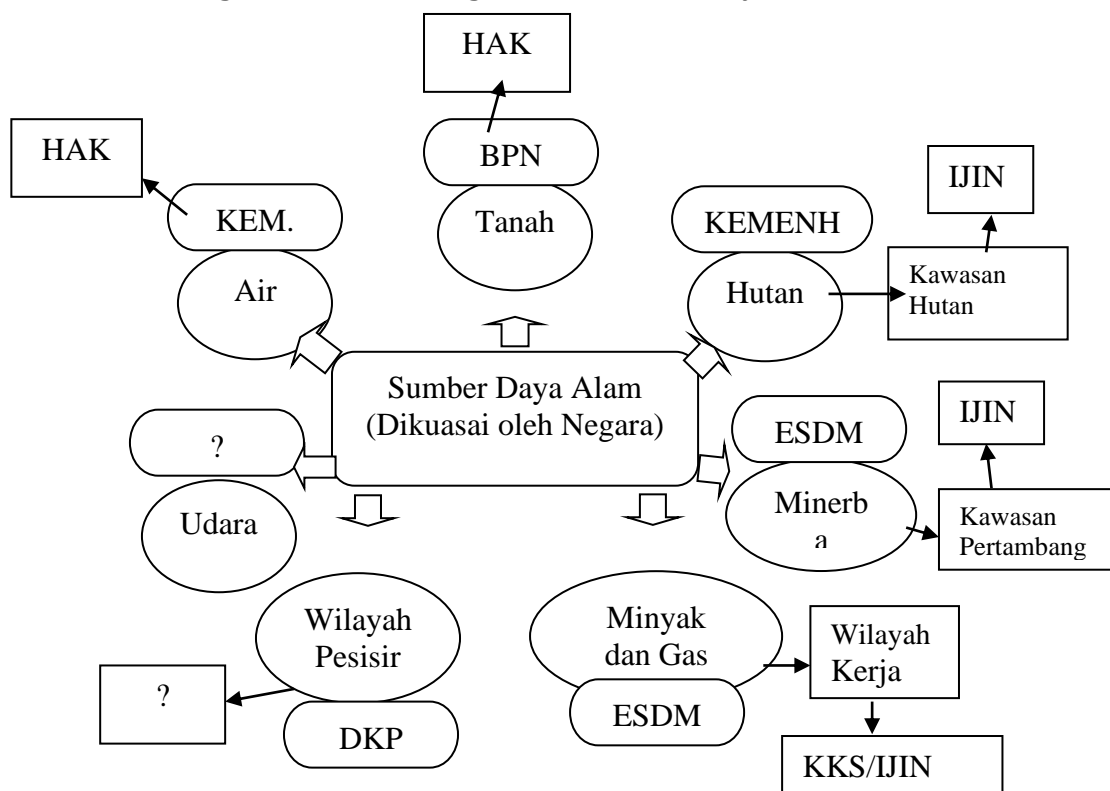 HAK
BPN
Tanah
HAK
KEM.
Air
KEMENH
Hutan
IJIN
Kawasan
Hutan
Sumber Daya Alam
(Dikuasai oleh Negara)
?
Udara
ESDM
Minerb
a
IJIN
Kawasan
Pertambang
Wilayah
Pesisir
DKP
?
Minyak
dan Gas
ESDM
Wilayah
Kerja
KKS/IJIN